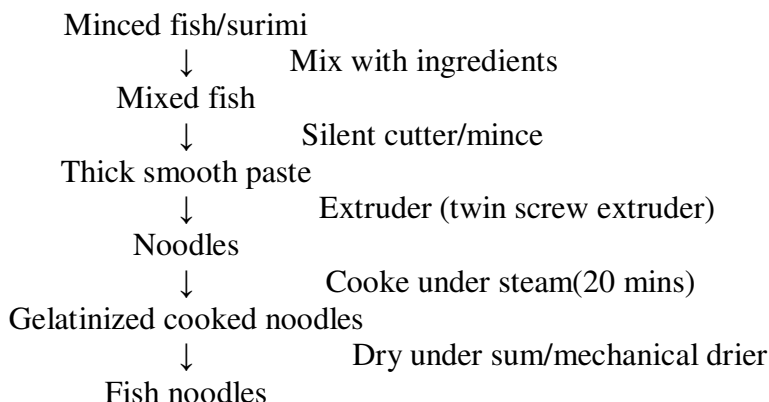 Minced fish/surimi
↓ Mix with ingredients
Mixed fish
↓ Silent cutter/mince
Thick smooth paste
↓ Extruder (twin screw extruder)
Noodles
↓ Cooke under steam(20 mins)
Gelatinized cooked noodles
↓ Dry under sum/mechanical drier
Fish noodles